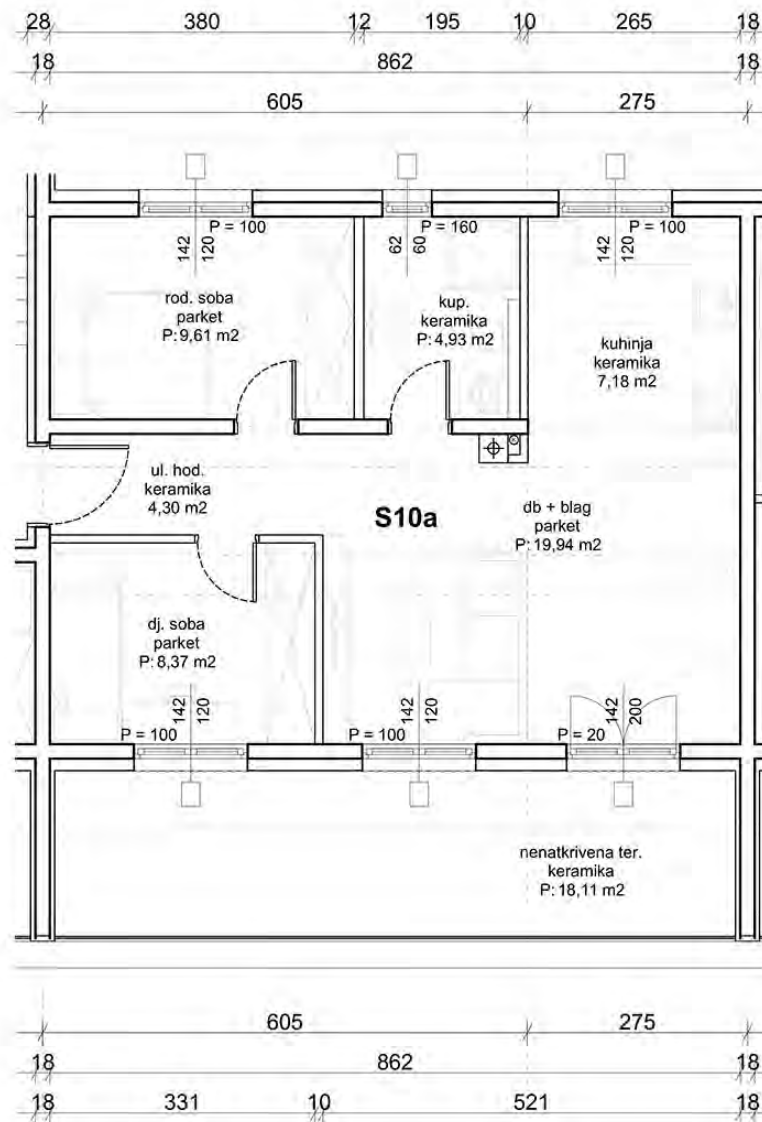 28 380 12 195 10 265 18
18 862 18
605 275
P = 100 P = 160 P = 100
142 120 62 60 142 120
rod. soba
parket
P: 9,61 m2
kup.
keramika
P: 4,93 m2
kuhinja
keramika
7,18 m2
ul. hod.
keramika
4,30 m2
S10a
db + blag
parket
P: 19,94 m2
dj. soba
parket
P: 8,37 m2
142 120 142 120 142 200
P = 100 P = 100 P = 20
nenatkrivena ter.
keramika
P: 18,11 m2
605 275
18 862 18
18 331 10 521 18